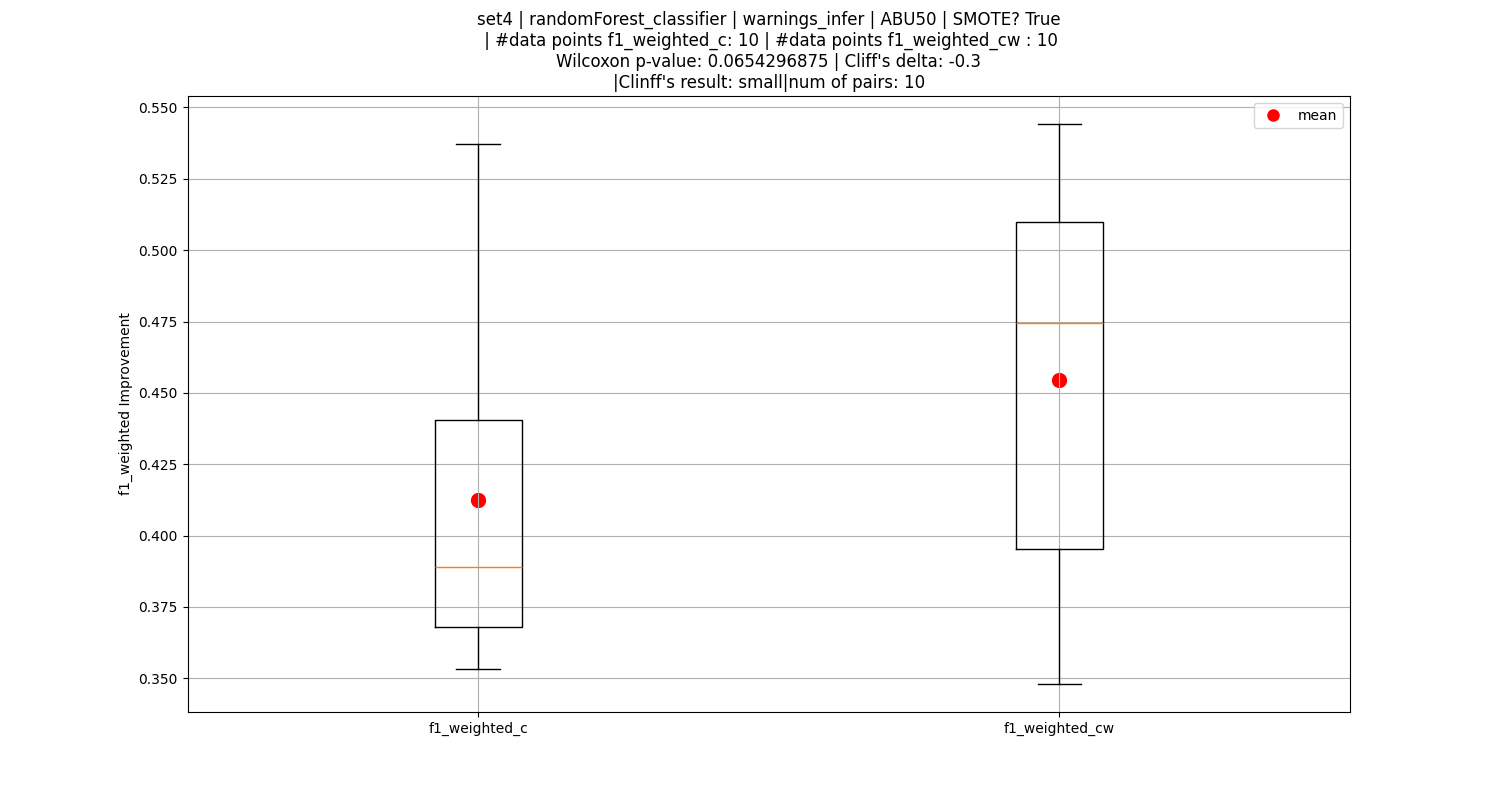 set4 | randomForest_classifier | warnings_infer | ABU50 | SMOTE? True
| #data points f1_weighted_c: 10 | #data points f1_weighted_cw : 10
Wilcoxon p-value: 0.0654296875 | Cliff's delta: -0.3
|Clinff's result: small|num of pairs: 10
mean
0.550
0.525
0.500
0.475
0.450
0.425
0.400
0.375
0.350
f1_weighted Improvement
f1_weighted_c
f1_weighted_cw